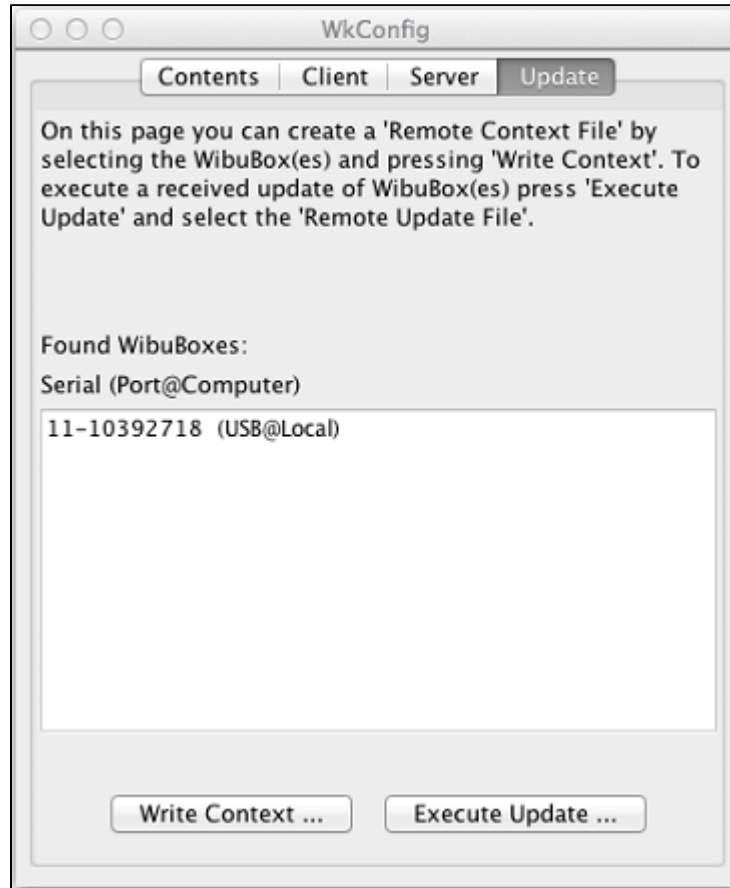 WkConfig
Contents Client Server Update
On this page you can create a 'Remote Context File' by
selecting the WibuBox(es) and pressing 'Write Context'. To
execute a received update of WibuBox(es) press 'Execute
Update' and select the 'Remote Update File'.
Found WibuBoxes:
Serial (Port@Computer)
11-10392718 (USB@Local)
Write Context ... Execute Update ...